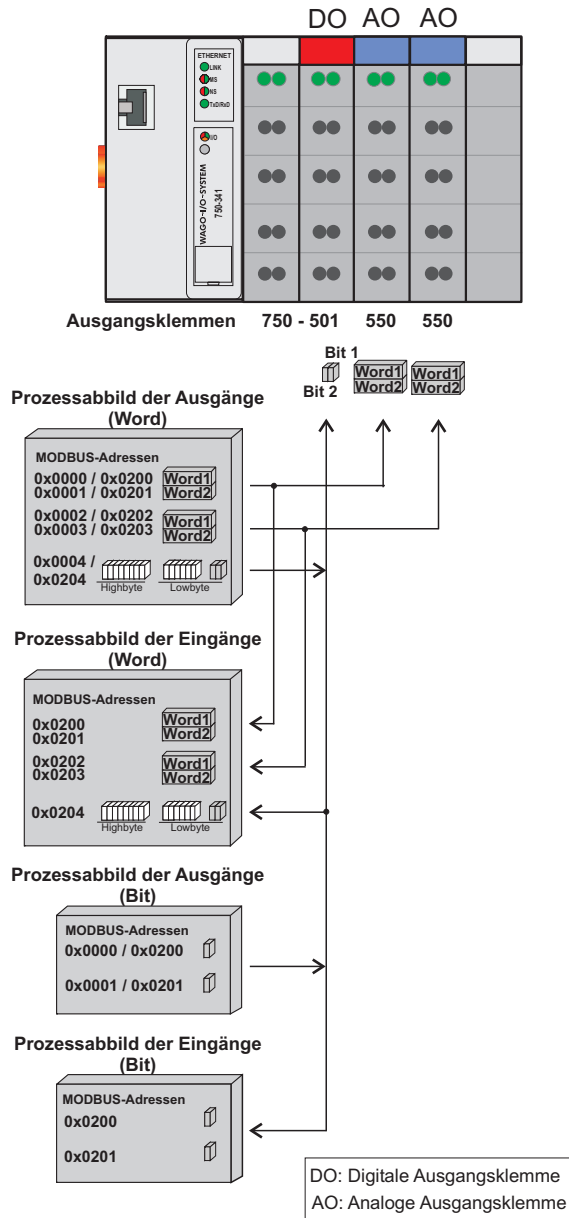 DO AO AO
ETHERNET
LINK
MS
NS
TxD/RxD
I/O
WAGO-I/O-SYSTEM
750-341
Ausgangsklemmen 750 - 501 550 550
Bit 1
Bit 2
Word1
Word2
Word1
Word2
Prozessabbild der Ausgänge
(Word)
MODBUS-Adressen
0x0000 / 0x0200 Word1
0x0001 / 0x0201 Word2
0x0002 / 0x0202 Word1
0x0003 / 0x0203 Word2
0x0004 /
0x0204
Highbyte Lowbyte
Prozessabbild der Eingänge
(Word)
MODBUS-Adressen
0x0200 Word1
0x0201 Word2
0x0202 Word1
0x0203 Word2
0x0204
Highbyte Lowbyte
Prozessabbild der Ausgänge
(Bit)
MODBUS-Adressen
0x0000 / 0x0200
0x0001 / 0x0201
Prozessabbild der Eingänge
(Bit)
MODBUS-Adressen
0x0200
0x0201
DO: Digitale Ausgangsklemme
AO: Analoge Ausgangsklemme